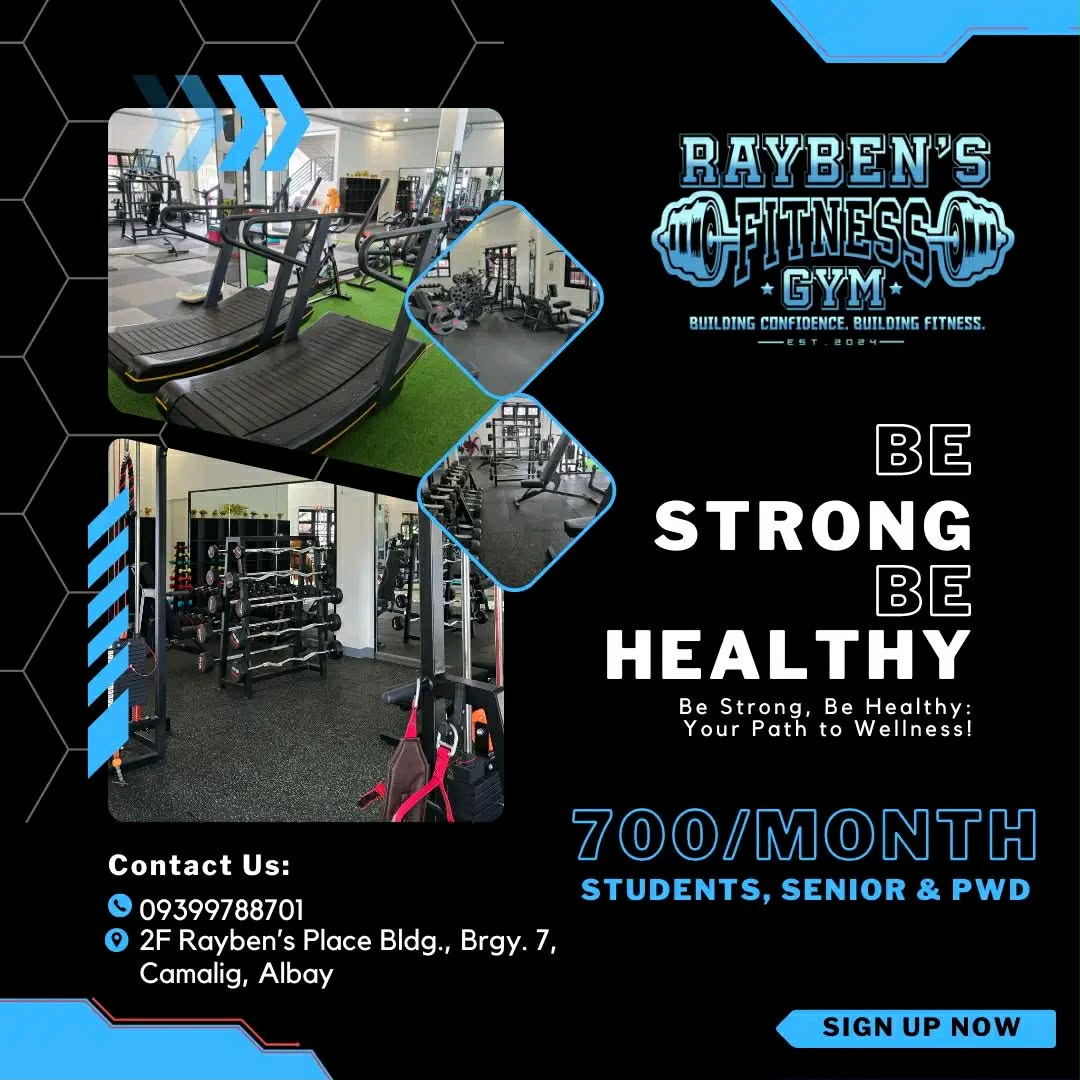 RAYBEN'S
FITNESS
GYM
BUILDING CONFIDENCE. BUILDING FITNESS.
EST. 2024
BE
STRONG
BE
HEALTHY
Be Strong, Be Healthy:
Your Path to Wellness!
700/MONTH
STUDENTS, SENIOR & PWD
Contact Us:
09399788701
2F Rayben's Place Bldg., Brgy. 7,
Camalig, Albay
SIGN UP NOW